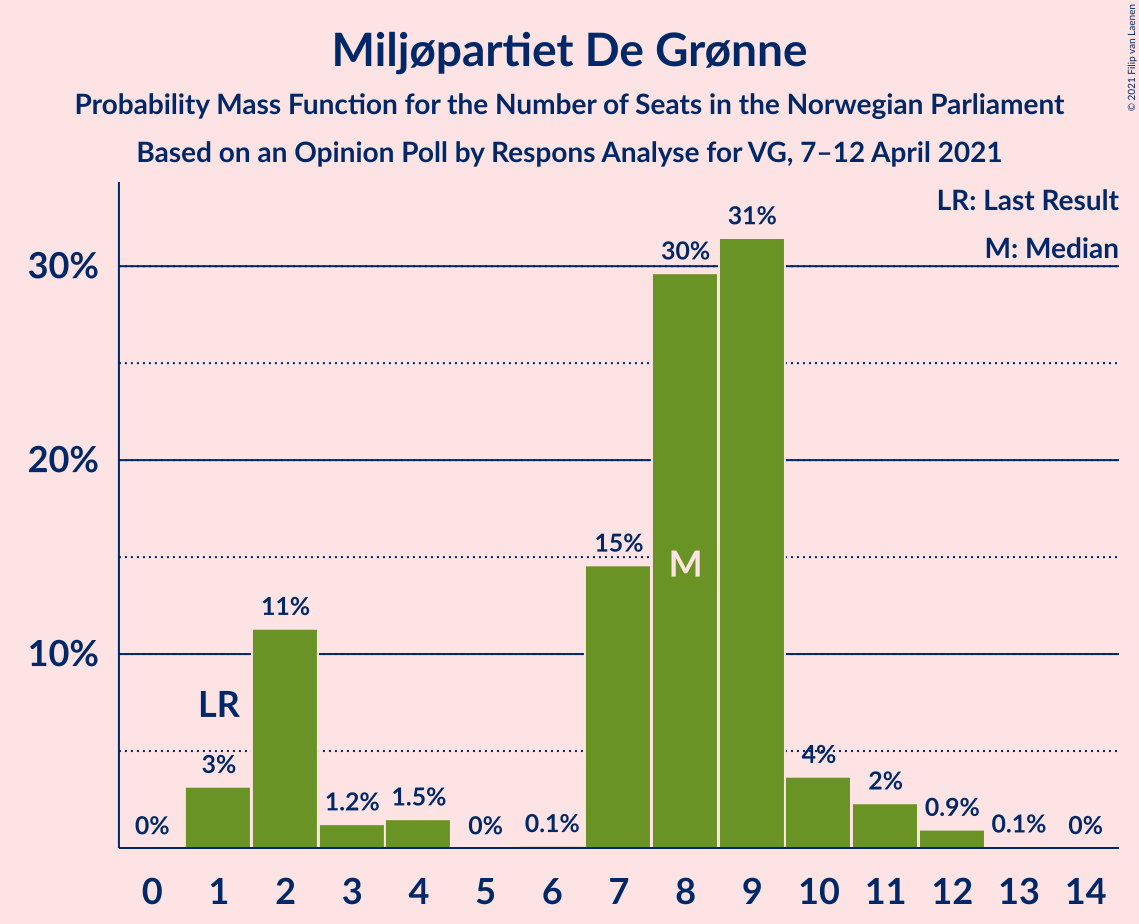 Miljøpartiet De Grønne
Probability Mass Function for the Number of Seats in the Norwegian Parliament
Based on an Opinion Poll by Respons Analyse for VG, 7–12 April 2021
© 2021 Filip van Laenen
LR: Last Result
M: Median
31%
30%
30%
20%
15%
M
11%
10%
LR
3%
4%
2%
1.2%
1.5%
0.9%
0%
0%
0.1%
0.1%
0%
0 1 2 3 4 5 6 7 8 9 10 11 12 13 14